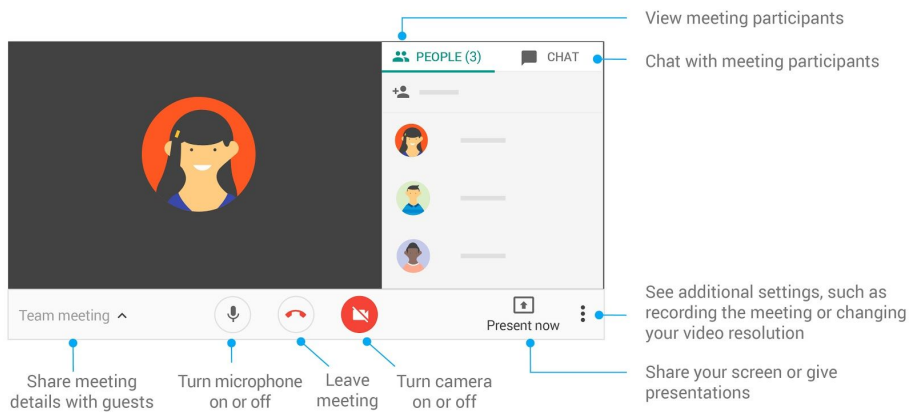 View meeting participants
PEOPLE (3)
CHAT
Chat with meeting participants
Team meeting
Present now
See additional settings, such as
recording the meeting or changing
your video resolution
Share your screen or give
presentations
Share meeting
details with guests
Turn microphone
on or off
Leave
meeting
Turn camera
on or off